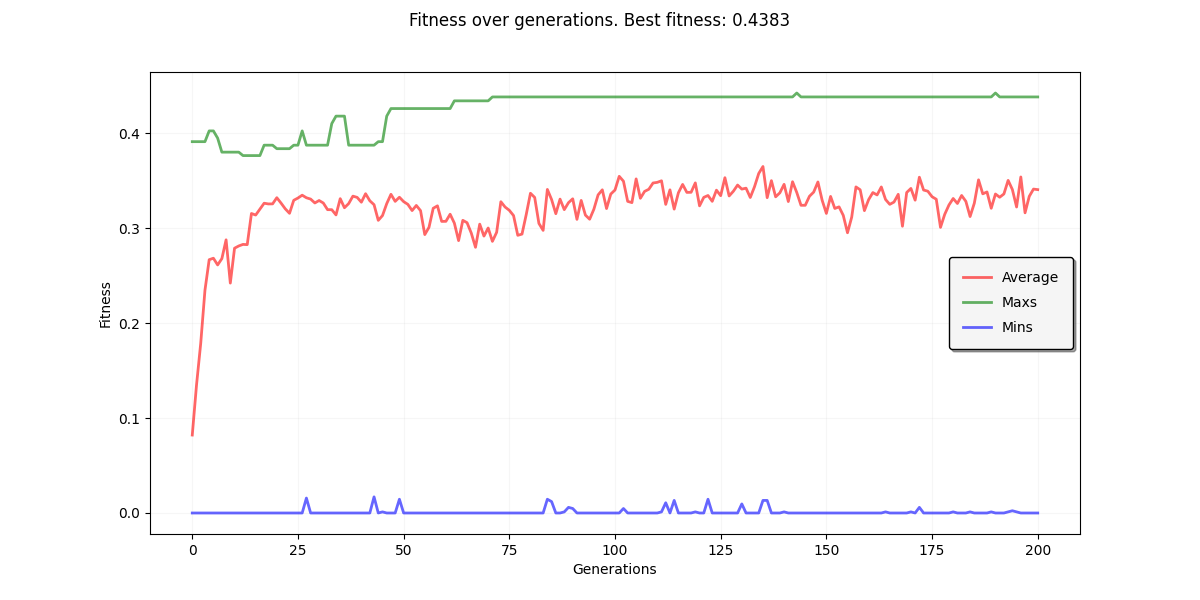 Fitness over generations. Best fitness: 0.4383
0.4
0.3
0.2
0.1
0.0
Fitness
Average
Maxs
Mins
0 25 50 75 100 125 150 175 200
Generations